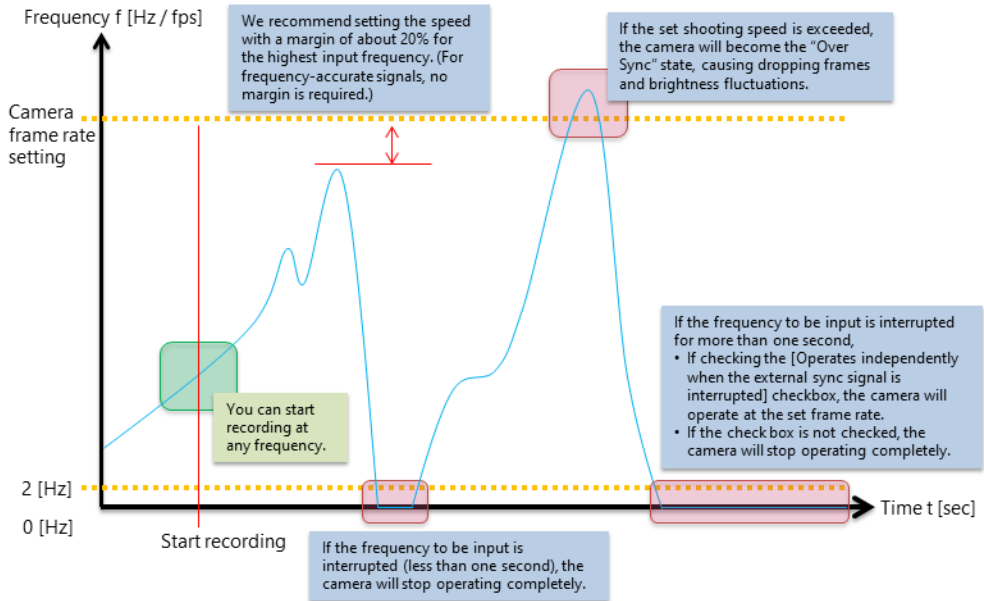 Frequency f [Hz / fps]
We recommend setting the speed
with a margin of about 20% for
the highest input frequency. (For
frequency-accurate signals, no
margin is required.)
If the set shooting speed is exceeded,
the camera will become the “Over
Sync” state, causing dropping frames
and brightness fluctuations.
Camera
frame rate
setting
If the frequency to be input is interrupted
for more than one second,
• If checking the [Operates independently
when the external sync signal is
interrupted] checkbox, the camera will
operate at the set frame rate.
• If the check box is not checked, the
camera will stop operating completely.
You can start
recording at
any frequency.
2 [Hz]
0 [Hz]
Time t [sec]
Start recording
If the frequency to be input is
interrupted (less than one second), the
camera will stop operating completely.